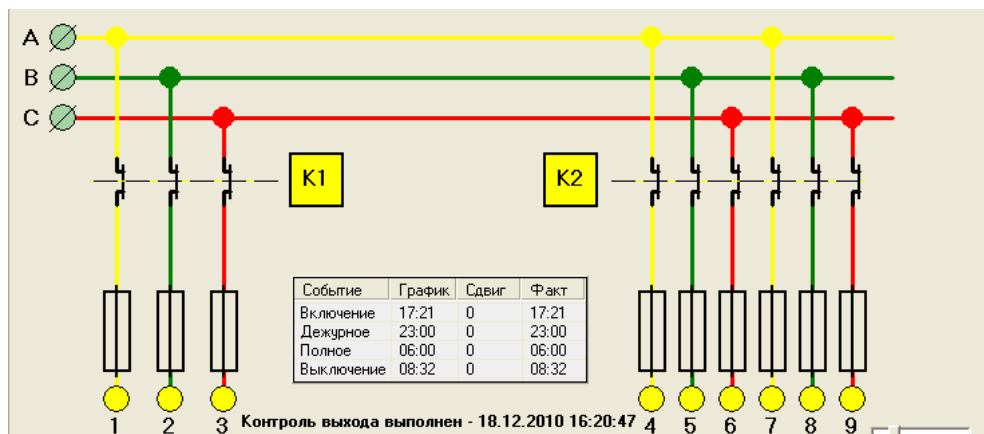 A
B
C
K1
K2
Событие График Сдвиг Факт
Включение 17:21 0 17:21
Дежурное 23:00 0 23:00
Полное 06:00 0 06:00
Выключение 08:32 0 08:32
1 2 3 Контроль выхода выполнен - 18.12.2010 16:20:47 4 5 6 7 8 9